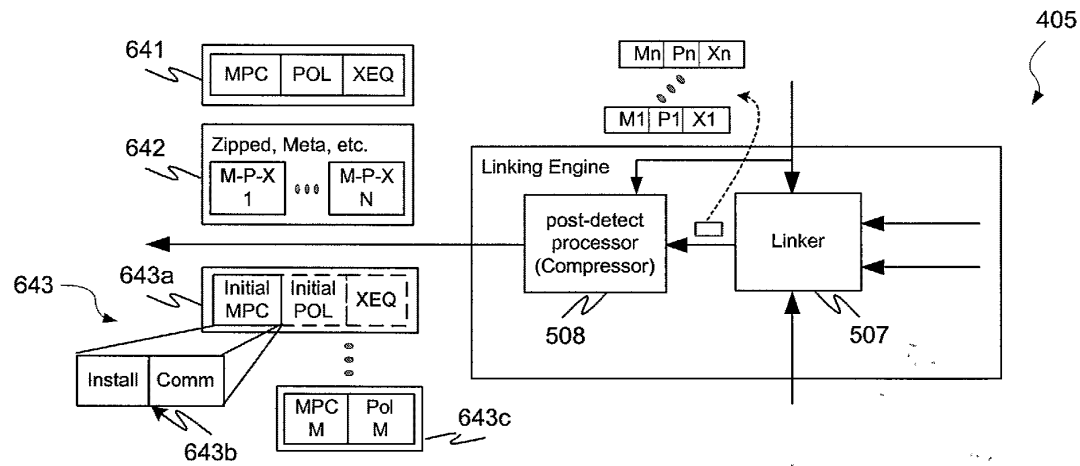 405
641
MPC POL XEQ
Mn Pn Xn
M1 P1 X1
642
Zipped, Meta, etc.
M-P-X
1
M-P-X
N
Linking Engine
post-detect
processor
(Compressor)
Linker
508
507
643
643a
Initial
MPC
Initial
POL
XEQ
Install Comm
643b
MPC
M
Pol
M
643c